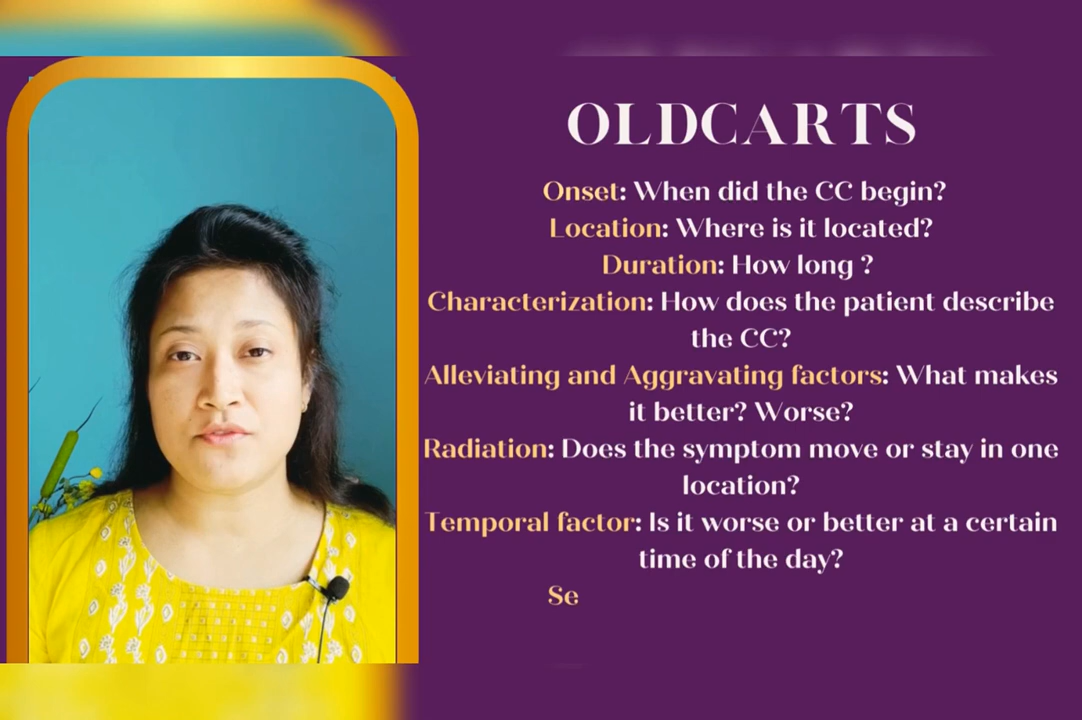 OLDCARTS
Onset: When did the CC begin?
Location: Where is it located?
Duration: How long ?
Characterization: How does the patient describe
the CC?
Alleviating and Aggravating factors: What makes
it better? Worse?
Radiation: Does the symptom move or stay in one
location?
Temporal factor: Is it worse or better at a certain
time of the day?
Se